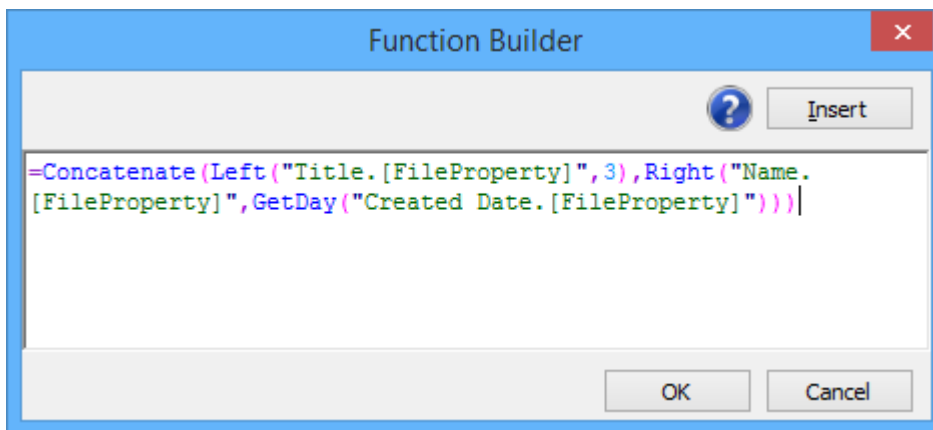 Function Builder
×
?
Insert
=Concatenate(Left("Title.[FileProperty]",3),Right("Name.
[FileProperty]",GetDay("Created Date.[FileProperty]")))
OK
Cancel